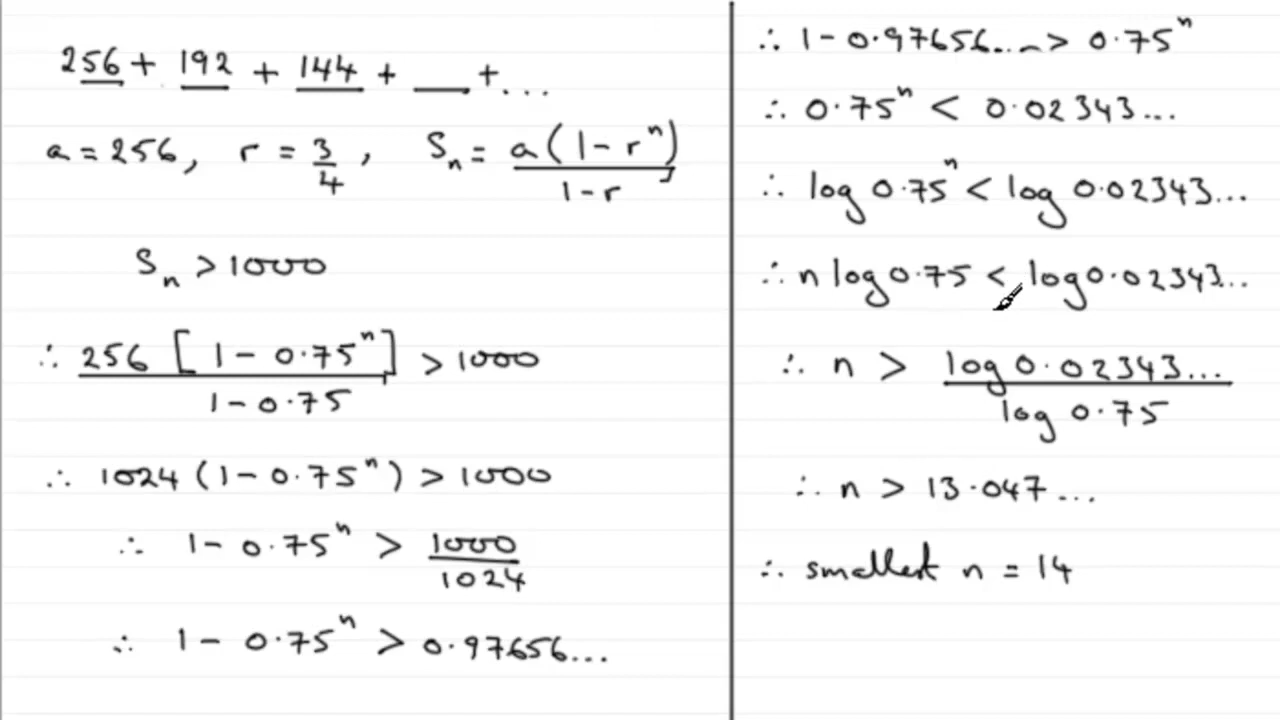 256 + 192 + 144 + ___ + ...
a = 256, r = 3/4, Sₙ = a(1 - rⁿ)/1 - r
Sₙ > 1000
∴ 256 [1 - 0.75ⁿ]/1 - 0.75 > 1000
∴ 1024 (1 - 0.75ⁿ) > 1000
∴ 1 - 0.75ⁿ > 1000/1024
∴ 1 - 0.75ⁿ > 0.97656...
∴ 1 - 0.97656... > 0.75ⁿ
∴ 0.75ⁿ < 0.02343...
∴ log 0.75ⁿ < log 0.02343...
∴ n log 0.75 < log 0.02343...
∴ n > log 0.02343.../log 0.75
∴ n > 13.047...
∴ smallest n = 14